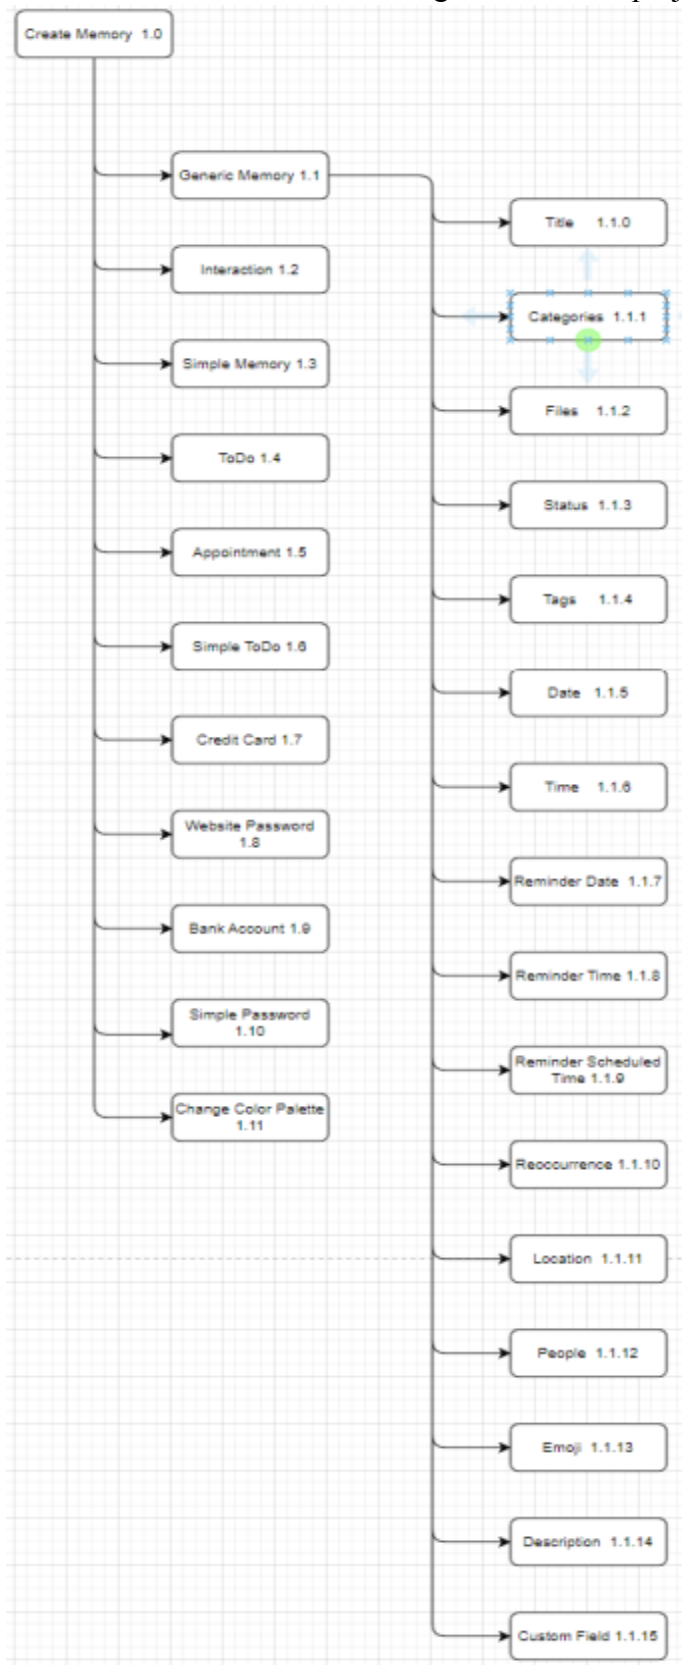 Create Memory 1.0
Generic Memory 1.1
Title 1.1.0
Interaction 1.2
Categories 1.1.1
Simple Memory 1.3
Files 1.1.2
ToDo 1.4
Status 1.1.3
Appointment 1.5
Tags 1.1.4
Simple ToDo 1.6
Date 1.1.5
Credit Card 1.7
Time 1.1.6
Website Password
1.8
Reminder Date 1.1.7
Bank Account 1.9
Reminder Time 1.1.8
Simple Password
1.10
Reminder Scheduled
Time 1.1.9
Change Color Palette
1.11
Reoccurrence 1.1.10
Location 1.1.11
People 1.1.12
Emoji 1.1.13
Description 1.1.14
Custom Field 1.1.15